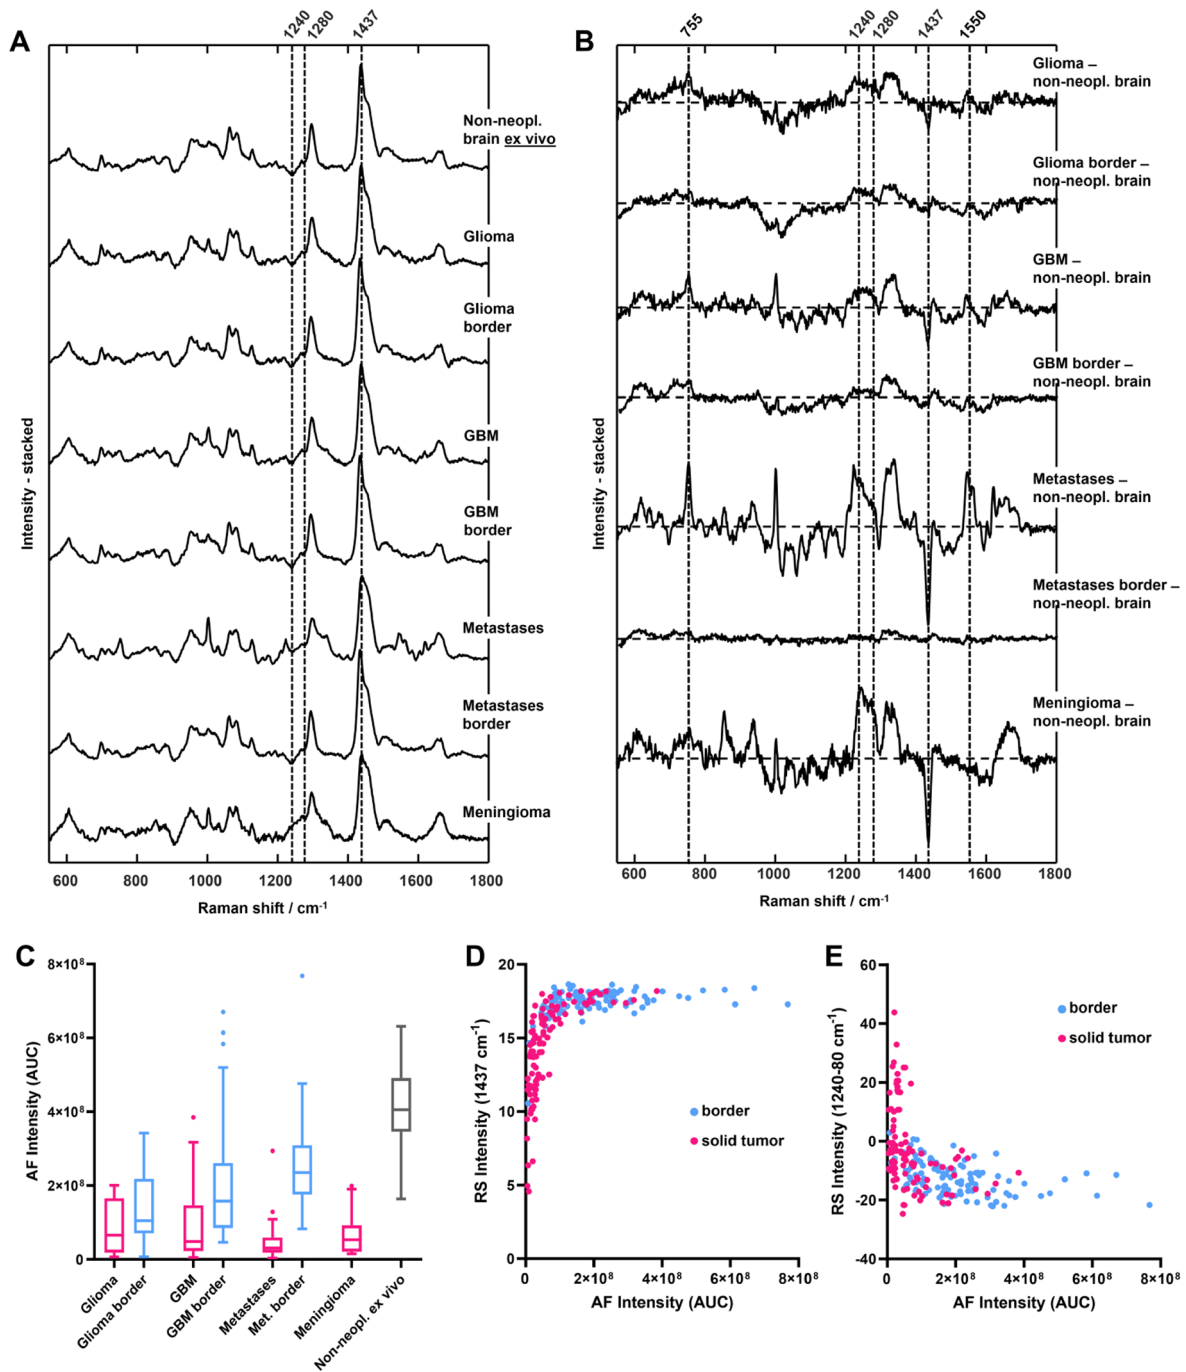 A
1240
1280
1437
Non-neopl.
brain ex vivo
Glioma
Glioma
border
GBM
GBM
border
Metastases
Metastases
border
Meningioma
Intensity - stacked
600
800
1000
1200
1400
1600
1800
Raman shift / cm⁻¹
B
755
1240
1280
1437
1550
Glioma –
non-neopl. brain
Glioma border –
non-neopl. brain
GBM –
non-neopl. brain
GBM border –
non-neopl. brain
Metastases –
non-neopl. brain
Metastases border –
non-neopl. brain
Meningioma –
non-neopl. brain
Intensity - stacked
600
800
1000
1200
1400
1600
1800
Raman shift / cm⁻¹
C
AF Intensity (AUC)
8×10⁸
6×10⁸
4×10⁸
2×10⁸
0
Glioma
Glioma border
GBM
GBM border
Metastases
Met. border
Meningioma
Non-neopl. ex vivo
D
RS Intensity (1437 cm⁻¹)
20
15
10
5
0
border
solid tumor
0
2×10⁸
4×10⁸
6×10⁸
8×10⁸
AF Intensity (AUC)
E
RS Intensity (1240-80 cm⁻¹)
60
40
20
0
-20
-40
border
solid tumor
0
2×10⁸
4×10⁸
6×10⁸
8×10⁸
AF Intensity (AUC)